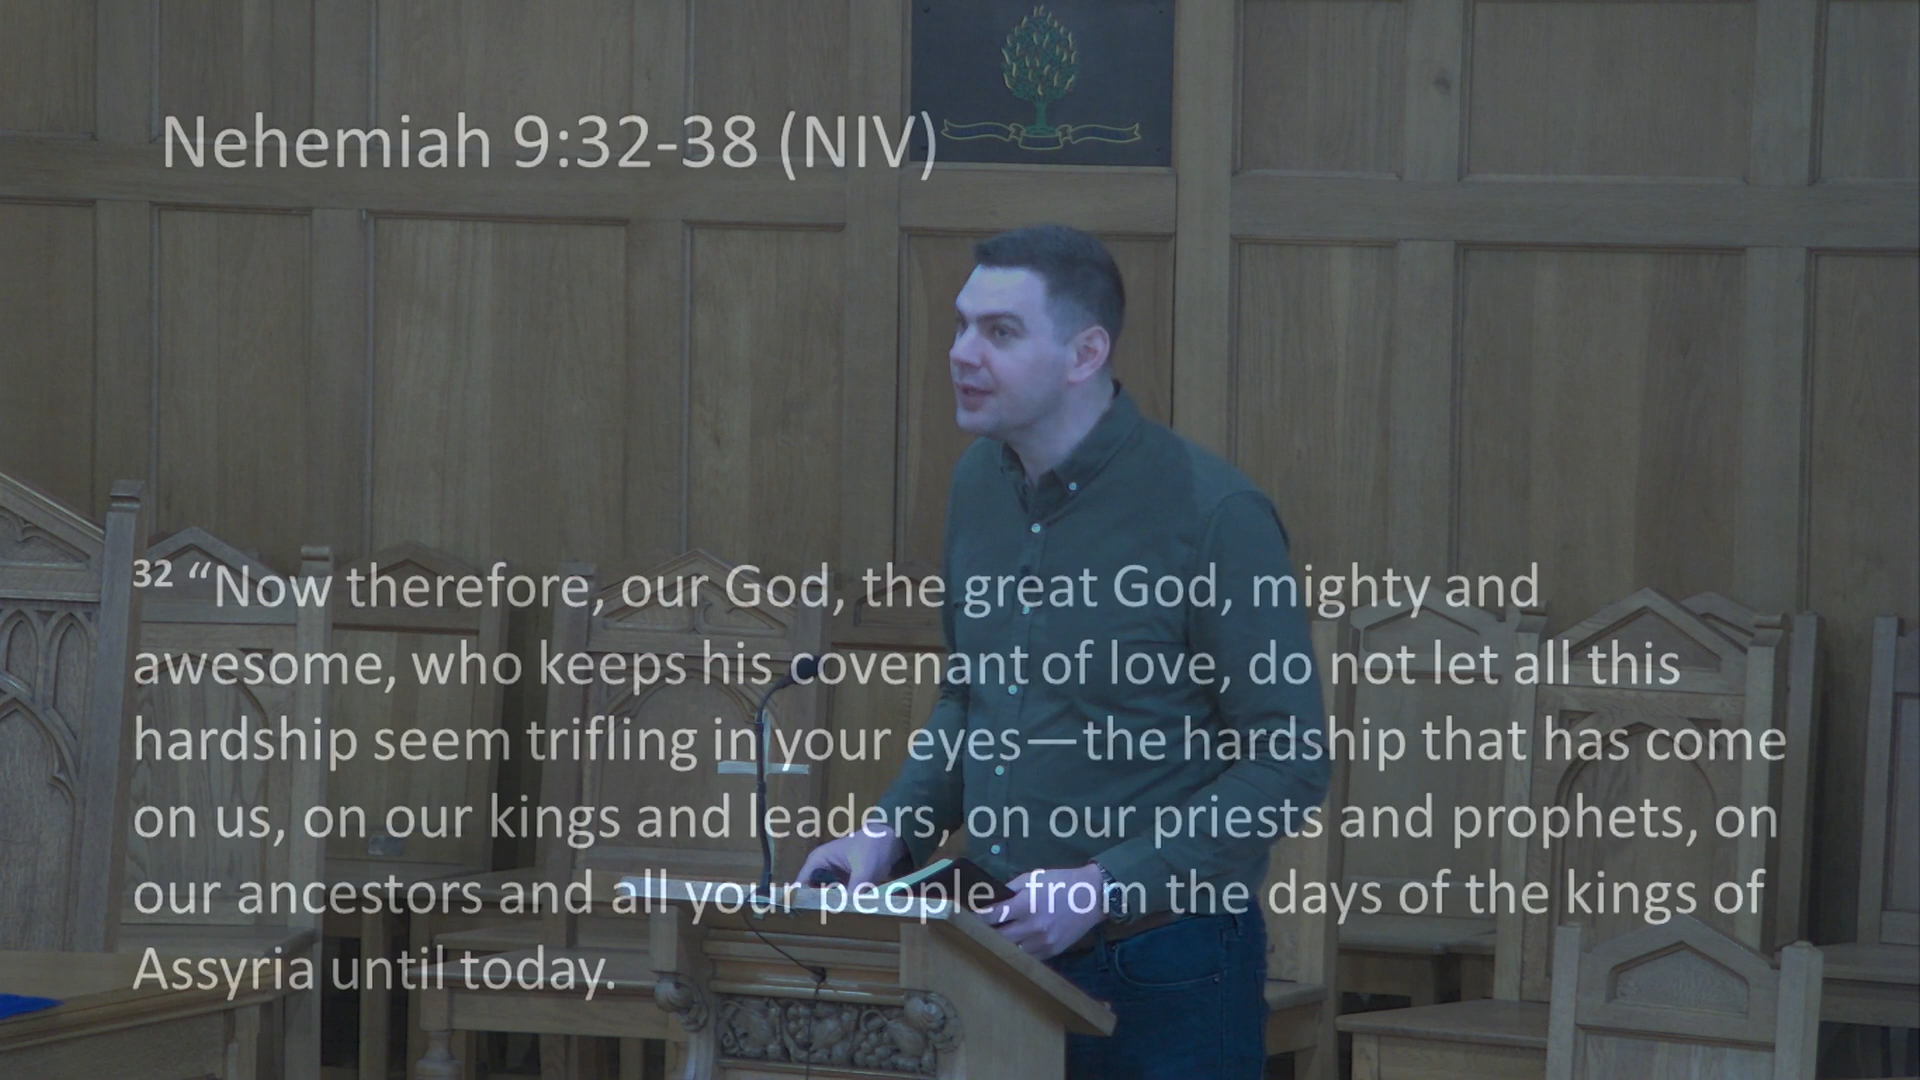 Nehemiah 9:32-38 (NIV)
32 “Now therefore, our God, the great God, mighty and
awesome, who keeps his covenant of love, do not let all this
hardship seem trifling in your eyes—the hardship that has come
on us, on our kings and leaders, on our priests and prophets, on
our ancestors and all your people, from the days of the kings of
Assyria until today.